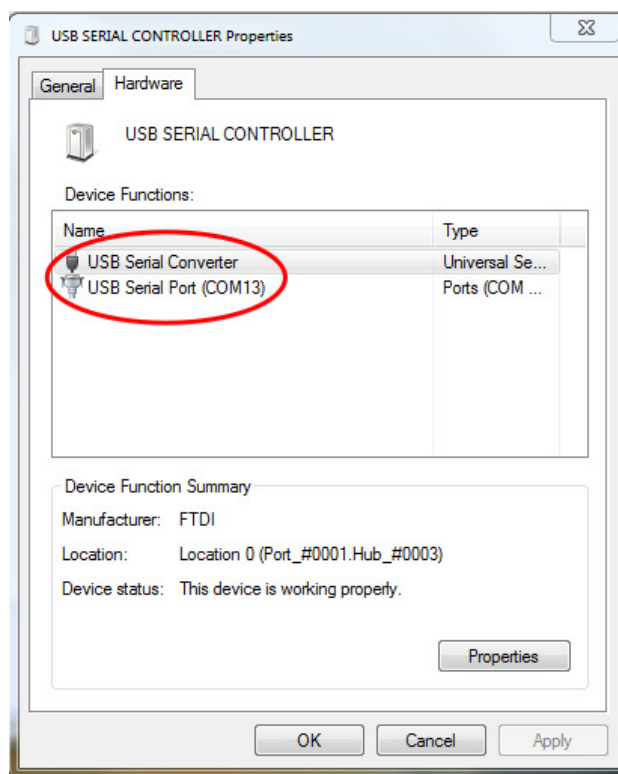 USB SERIAL CONTROLLER Properties
General Hardware
USB SERIAL CONTROLLER
Device Functions:
Name Type
USB Serial Converter Universal Se...
USB Serial Port (COM13) Ports (COM ...
Device Function Summary
Manufacturer: FTDI
Location: Location 0 (Port_#0001.Hub_#0003)
Device status: This device is working properly.
Properties
OK Cancel Apply